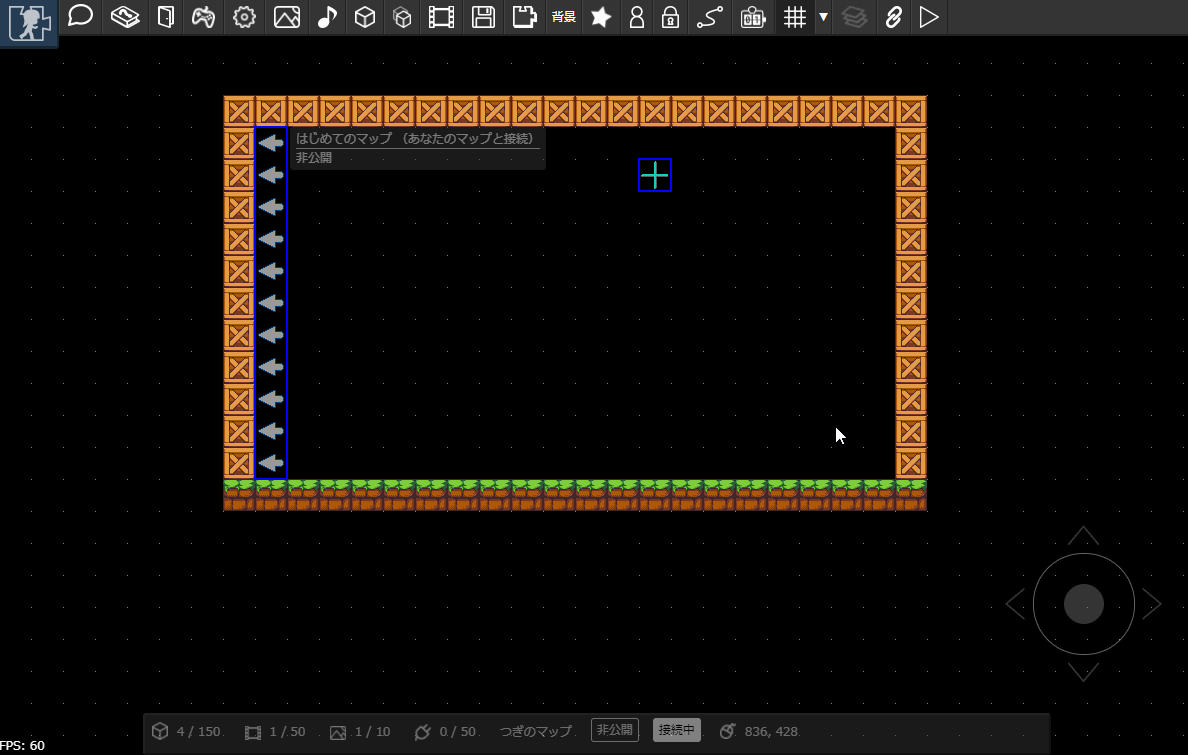 背景
はじめてのマップ （あなたのマップと接続）
非公開
4 / 150 1 / 50 1 / 10 0 / 50 つぎのマップ 非公開 接続中 836, 428
FPS: 60